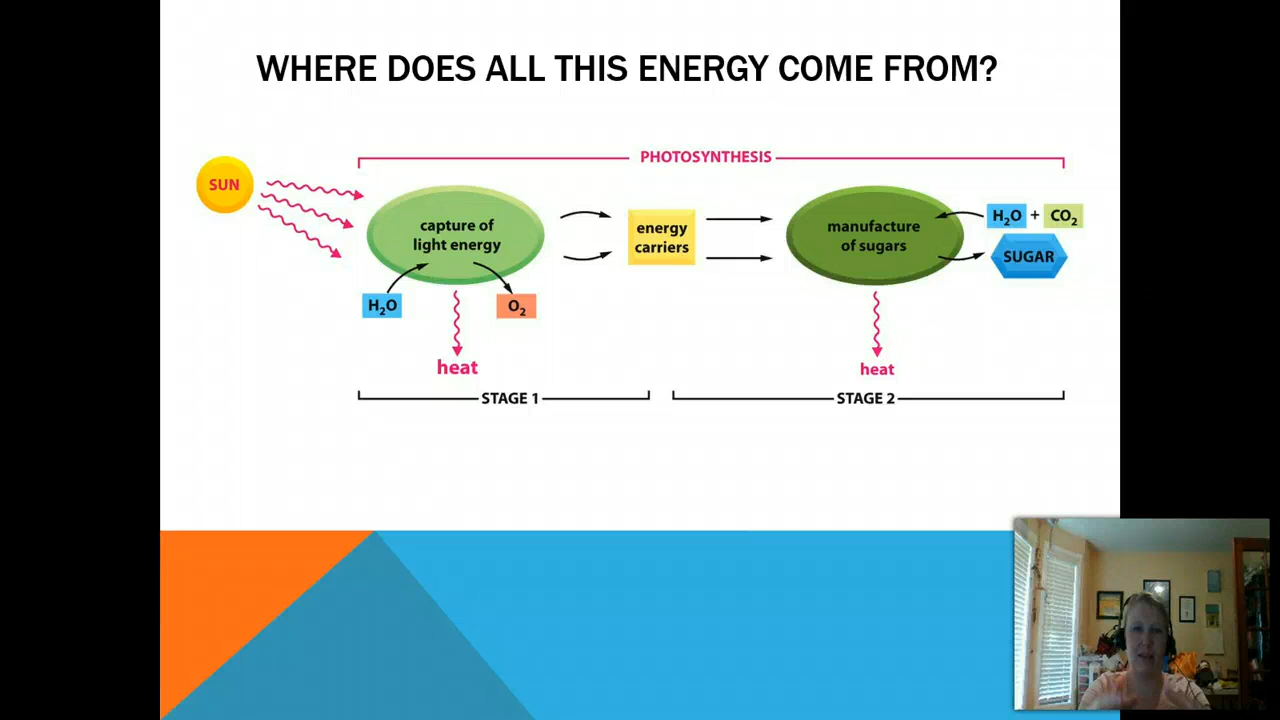 WHERE DOES ALL THIS ENERGY COME FROM?
PHOTOSYNTHESIS
SUN
capture of
light energy
energy
carriers
manufacture
of sugars
H₂O + CO₂
SUGAR
H₂O
O₂
heat
heat
STAGE 1
STAGE 2